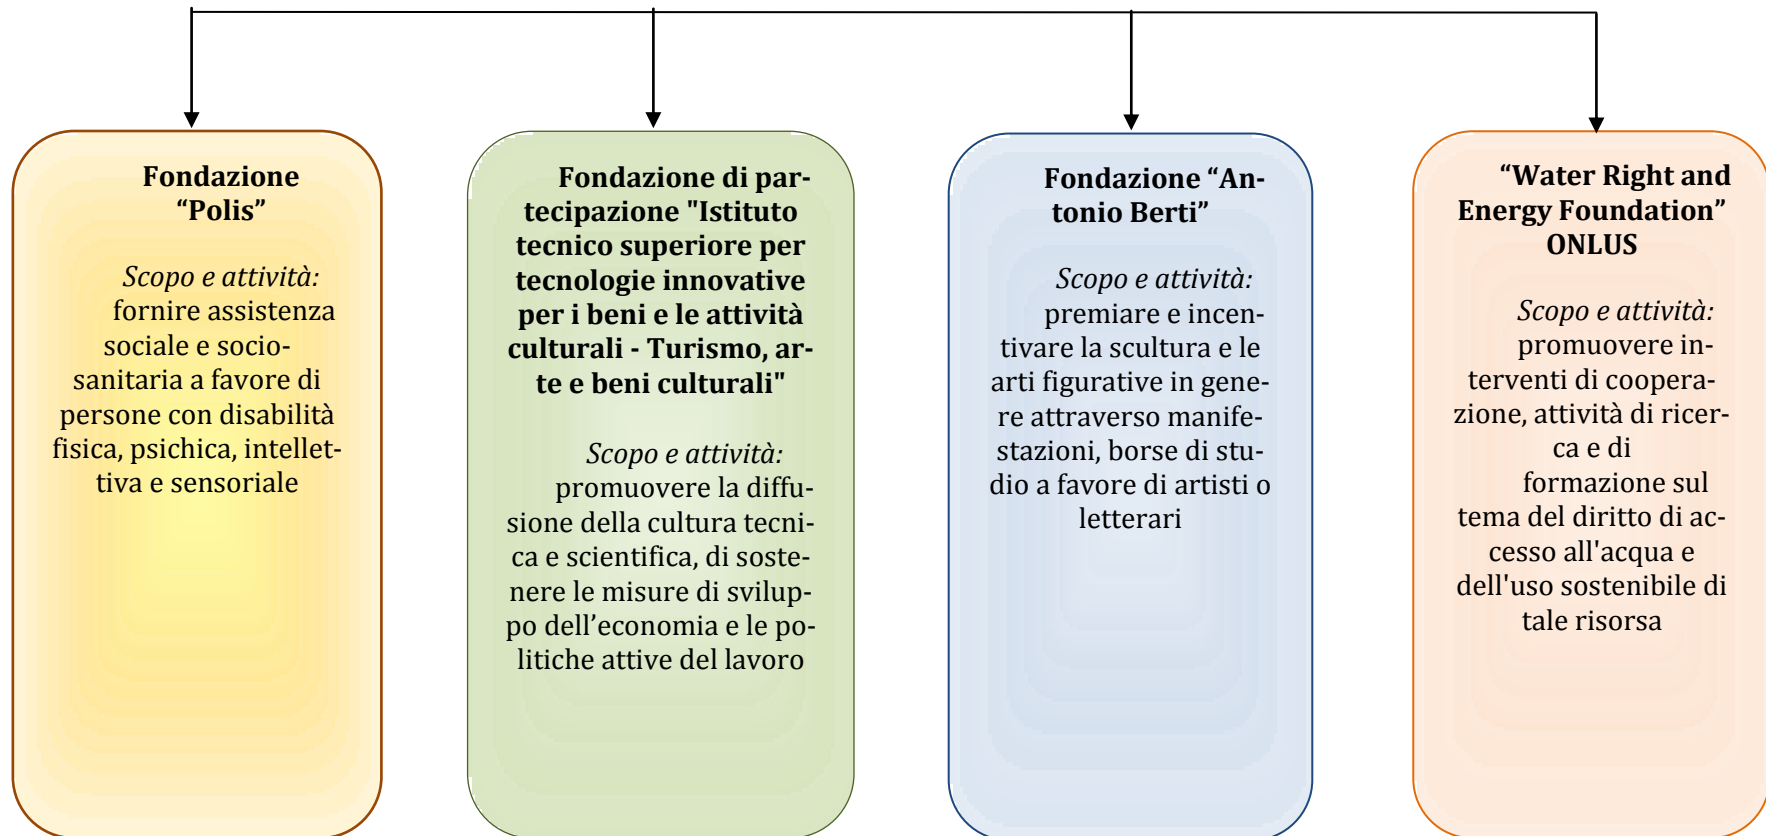 Fondazione
“Polis”
Scopo e attività:
fornire assistenza
sociale e socio-
sanitaria a favore di
persone con disabilità
fisica, psichica, intellet-
tiva e sensoriale
Fondazione di par-
tecipazione "Istituto
tecnico superiore per
tecnologie innovative
per i beni e le attività
culturali - Turismo, ar-
te e beni culturali"
Scopo e attività:
promuovere la diffu-
sione della cultura tecni-
ca e scientifica, di soste-
nere le misure di svilup-
po dell’economia e le po-
litiche attive del lavoro
Fondazione “An-
tonio Berti”
Scopo e attività:
premiare e incen-
tivare la scultura e le
arti figurative in gene-
re attraverso manife-
stazioni, borse di stu-
dio a favore di artisti o
letterari
“Water Right and
Energy Foundation”
ONLUS
Scopo e attività:
promuovere in-
terventi di coopera-
zione, attività di ricer-
ca e di
formazione sul
tema del diritto di ac-
cesso all'acqua e
dell'uso sostenibile di
tale risorsa